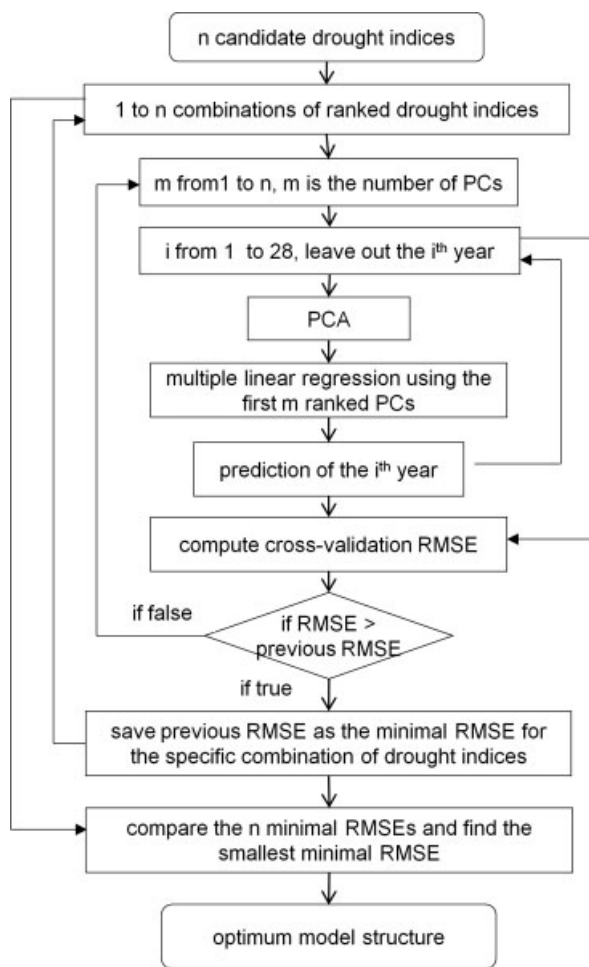 n candidate drought indices
1 to n combinations of ranked drought indices
m from1 to n, m is the number of PCs
i from 1 to 28, leave out the iᵗʰ year
PCA
multiple linear regression using the
first m ranked PCs
prediction of the iᵗʰ year
compute cross-validation RMSE
if false
if RMSE >
previous RMSE
if true
save previous RMSE as the minimal RMSE for
the specific combination of drought indices
compare the n minimal RMSEs and find the
smallest minimal RMSE
optimum model structure